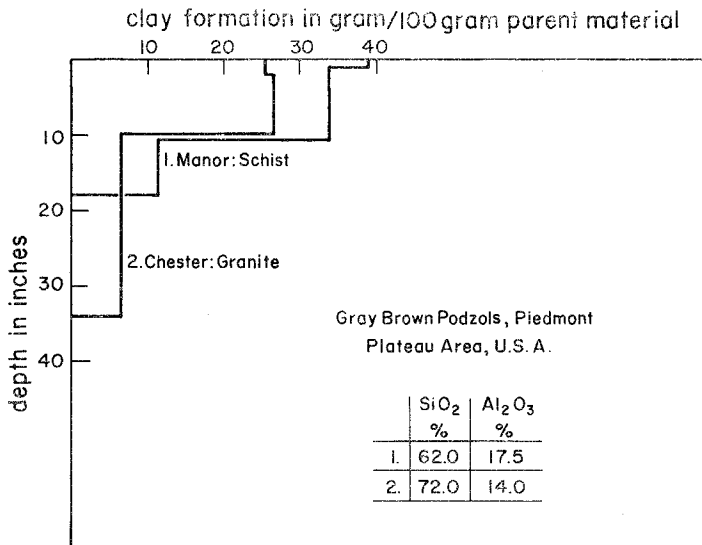 clay formation in gram/100 gram parent material
10 20 30 40
10
20
30
40
depth in inches
1. Manor: Schist
2. Chester: Granite
Gray Brown Podzols, Piedmont
Plateau Area, U.S.A.
SiO₂ Al₂O₃
% %
1. 62.0 17.5
2. 72.0 14.0